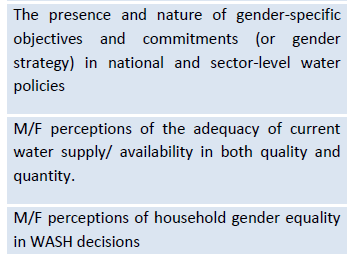 The presence and nature of gender-specific
objectives and commitments (or gender
strategy) in national and sector-level water
policies
M/F perceptions of the adequacy of current
water supply/ availability in both quality and
quantity.
M/F perceptions of household gender equality
in WASH decisions